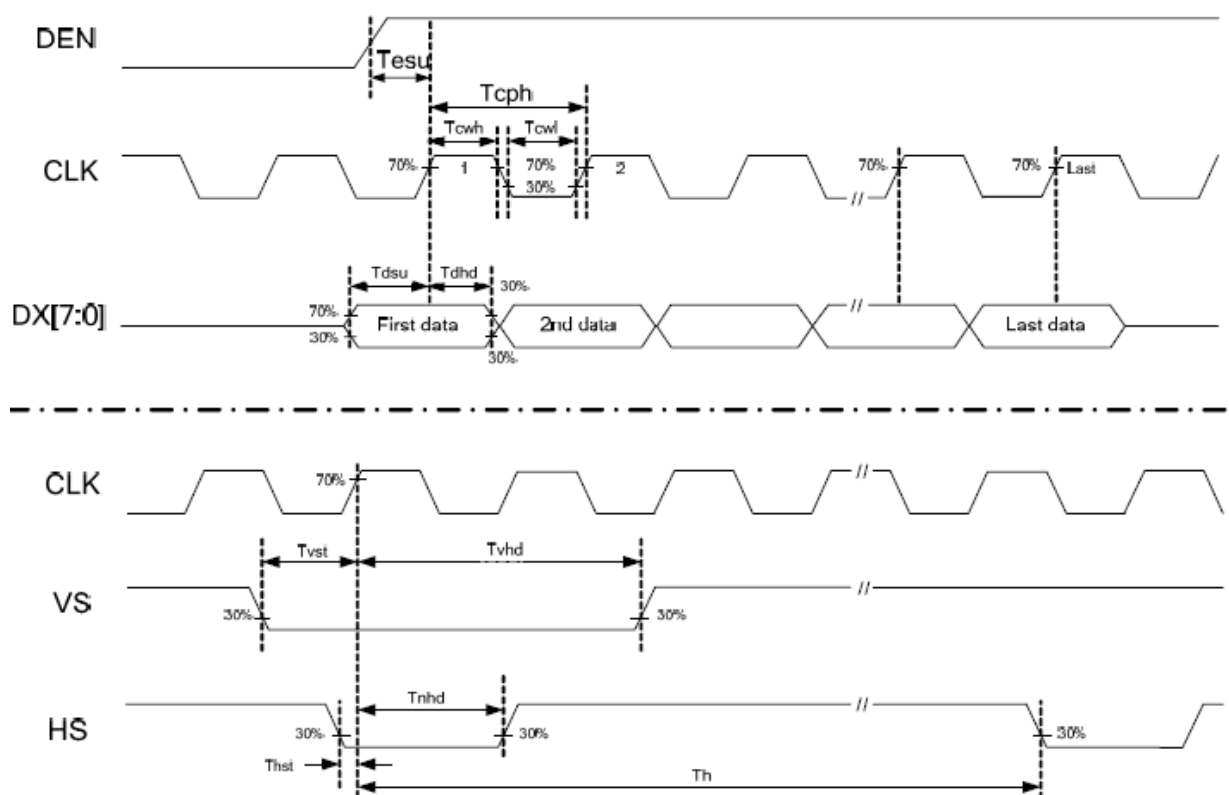 DEN
Tesu
Tcph
Tcwh Tcwl
CLK 70% 1 70% 2 70% 70% Last
30%
//
Tdsu Tdhd 30%
DX[7:0] 70% First data 2nd data // Last data
30%
30%
CLK 70% //
Tvst Tvhd
VS 30% 30% //
Tnhd
HS 30% 30% // 30%
Thst Th